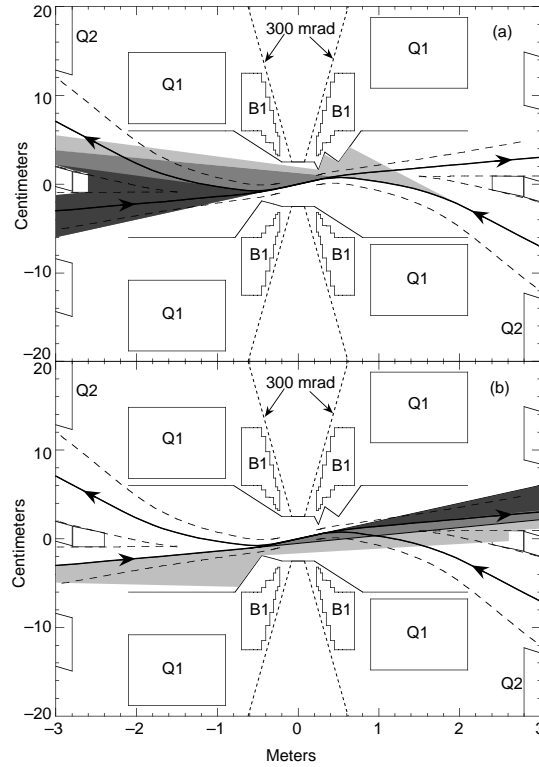 20
Q2
300 mrad
(a)
Q1
Q1
10
B1
B1
Centimeters
0
B1
B1
–10
Q1
Q1
Q2
–20
20
Q2
300 mrad
(b)
Q1
Q1
10
B1
B1
Centimeters
0
B1
B1
–10
Q1
Q1
Q2
–20
–3 –2 –1 0 1 2 3
Meters